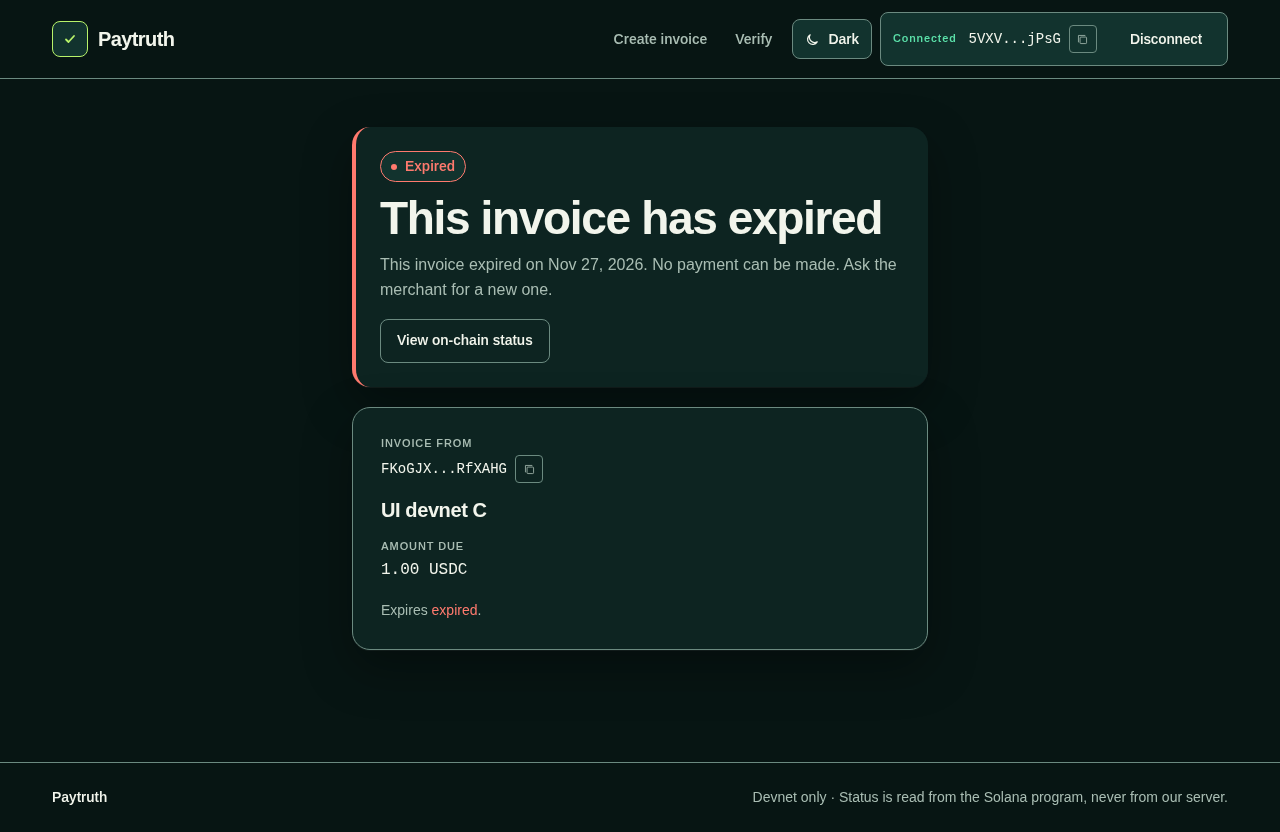 Paytruth
Create invoice
Verify
Dark
Connected 5VXV...jPsG
Disconnect
Expired
This invoice has expired
This invoice expired on Nov 27, 2026. No payment can be made. Ask the
merchant for a new one.
View on-chain status
INVOICE FROM
FKoGJX...RfXAHG
UI devnet C
AMOUNT DUE
1.00 USDC
Expires expired.
Paytruth
Devnet only · Status is read from the Solana program, never from our server.